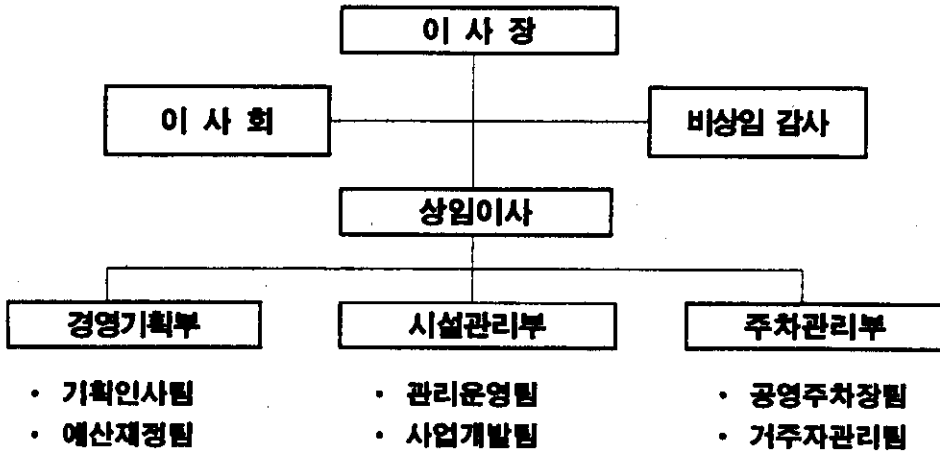 이 사 장
이 사 회
비상임 감사
상임이사
경영기획부
시설관리부
주차관리부
· 기획인사팀
· 예산재정팀
· 관리운영팀
· 사업개발팀
· 공영주차장팀
· 거주자관리팀